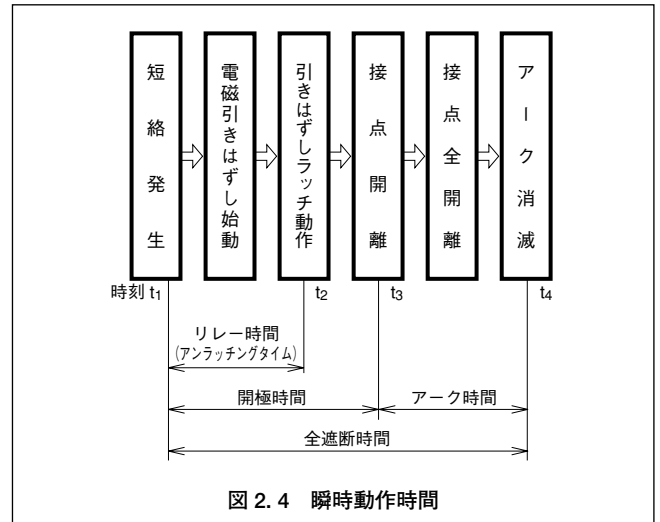 短絡発生
電磁引きはずし始動
引きはずしラッチ動作
接点開離
接点全開離
アーク消滅
時刻 t1
t2
t3
t4
リレー時間
(アンラッチングタイム)
開極時間
アーク時間
全遮断時間
図 2. 4 瞬時動作時間